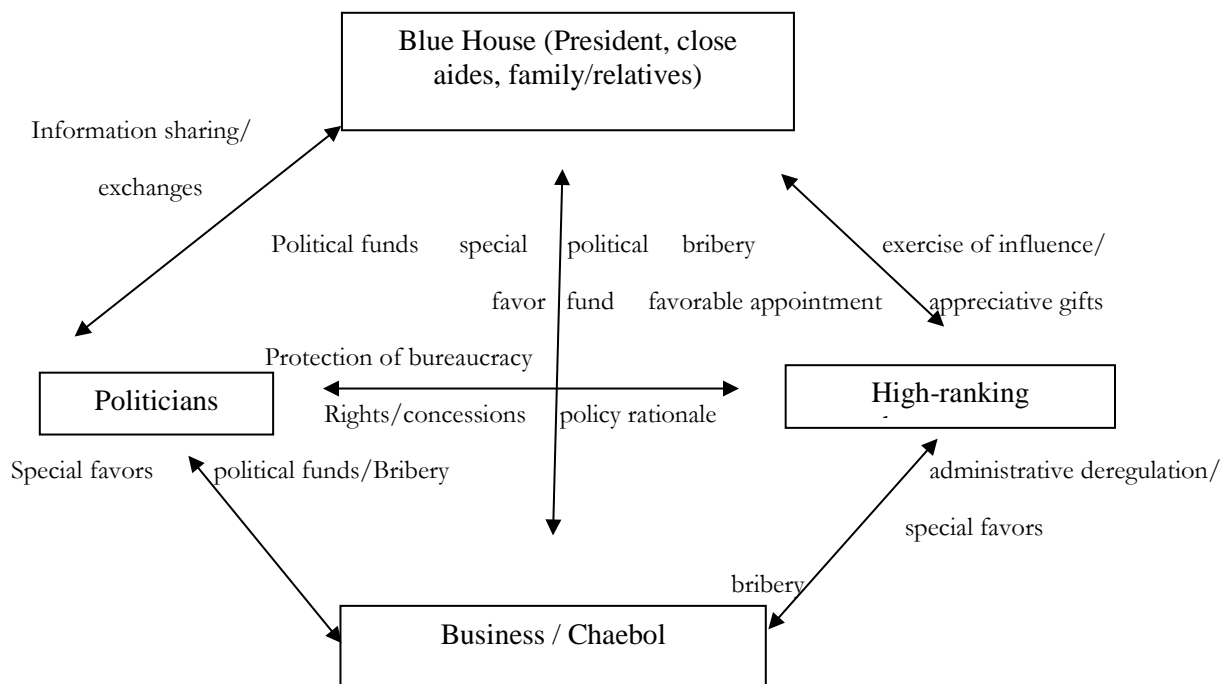 Blue House (President, close
aides, family/relatives)
Information sharing/
exchanges
Political funds special political bribery exercise of influence/
favor fund favorable appointment appreciative gifts
Protection of bureaucracy
Politicians
High-ranking
Rights/concessions policy rationale
Special favors political funds/Bribery administrative deregulation/
special favors
bribery
Business / Chaebol